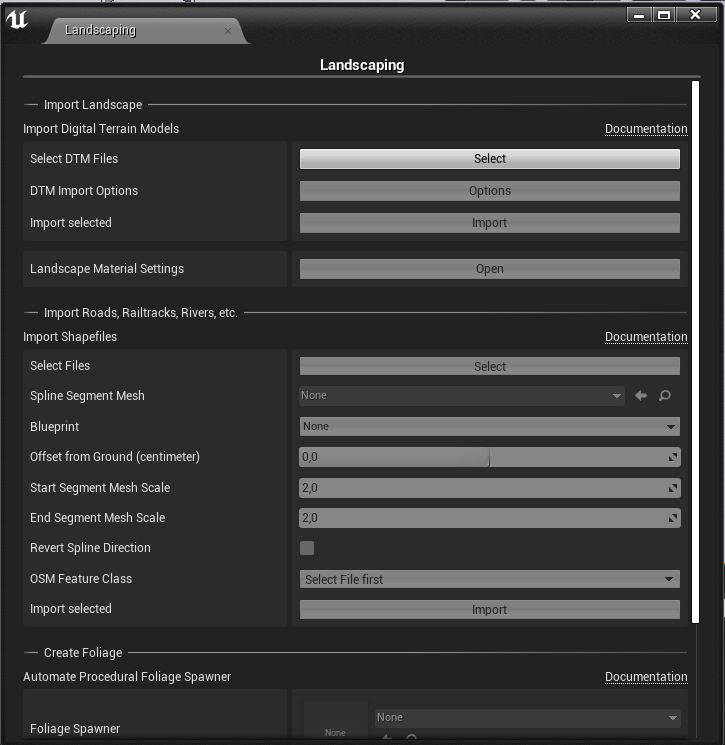 Landscaping
Landscaping
Import Landscape
Import Digital Terrain Models Documentation
Select DTM Files Select
DTM Import Options Options
Import selected Import
Landscape Material Settings Open
Import Roads, Railtracks, Rivers, etc.
Import Shapefiles Documentation
Select Files Select
Spline Segment Mesh None
Blueprint None
Offset from Ground (centimeter) 0,0
Start Segment Mesh Scale 2,0
End Segment Mesh Scale 2,0
Revert Spline Direction
OSM Feature Class Select File first
Import selected Import
Create Foliage
Automate Procedural Foliage Spawner Documentation
None
Foliage Spawner None